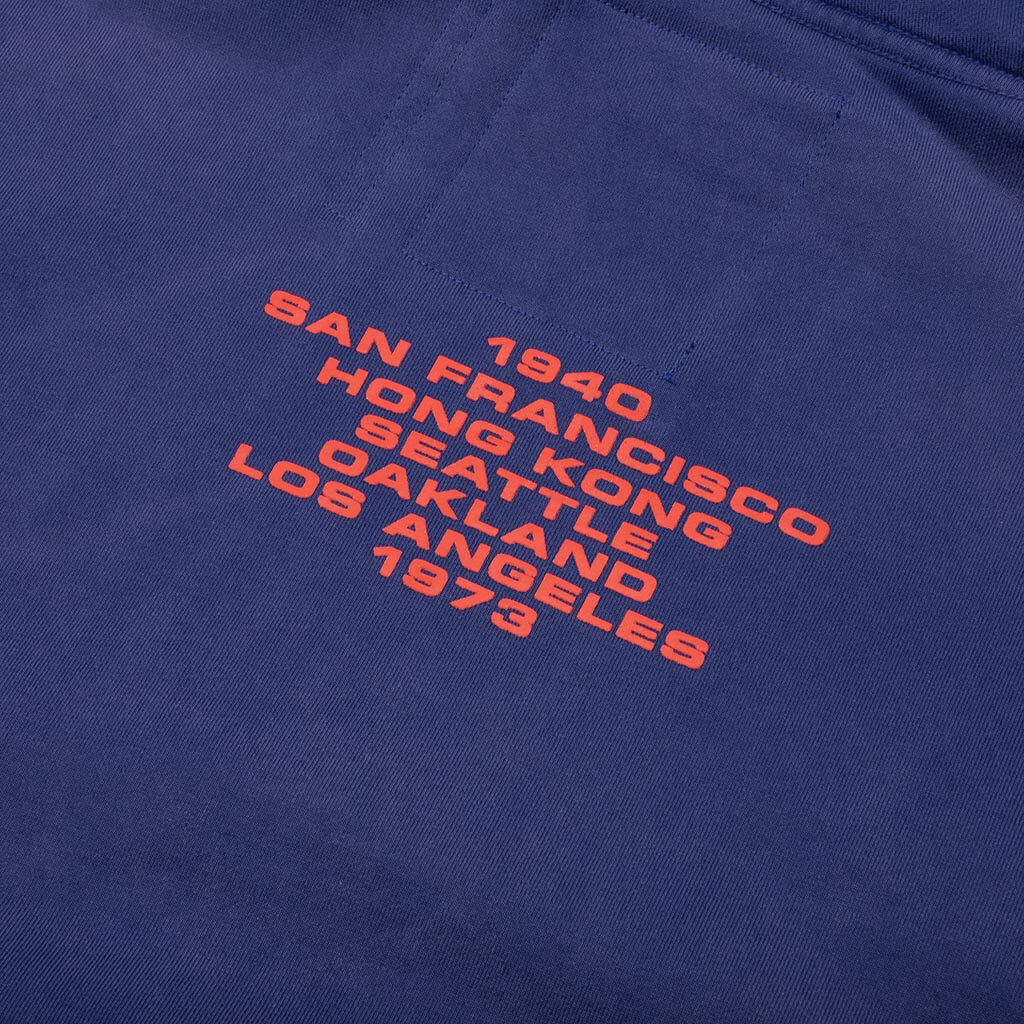 1940
SAN FRANCISCO
HONG KONG
SEATTLE
OAKLAND
LOS ANGELES
1973